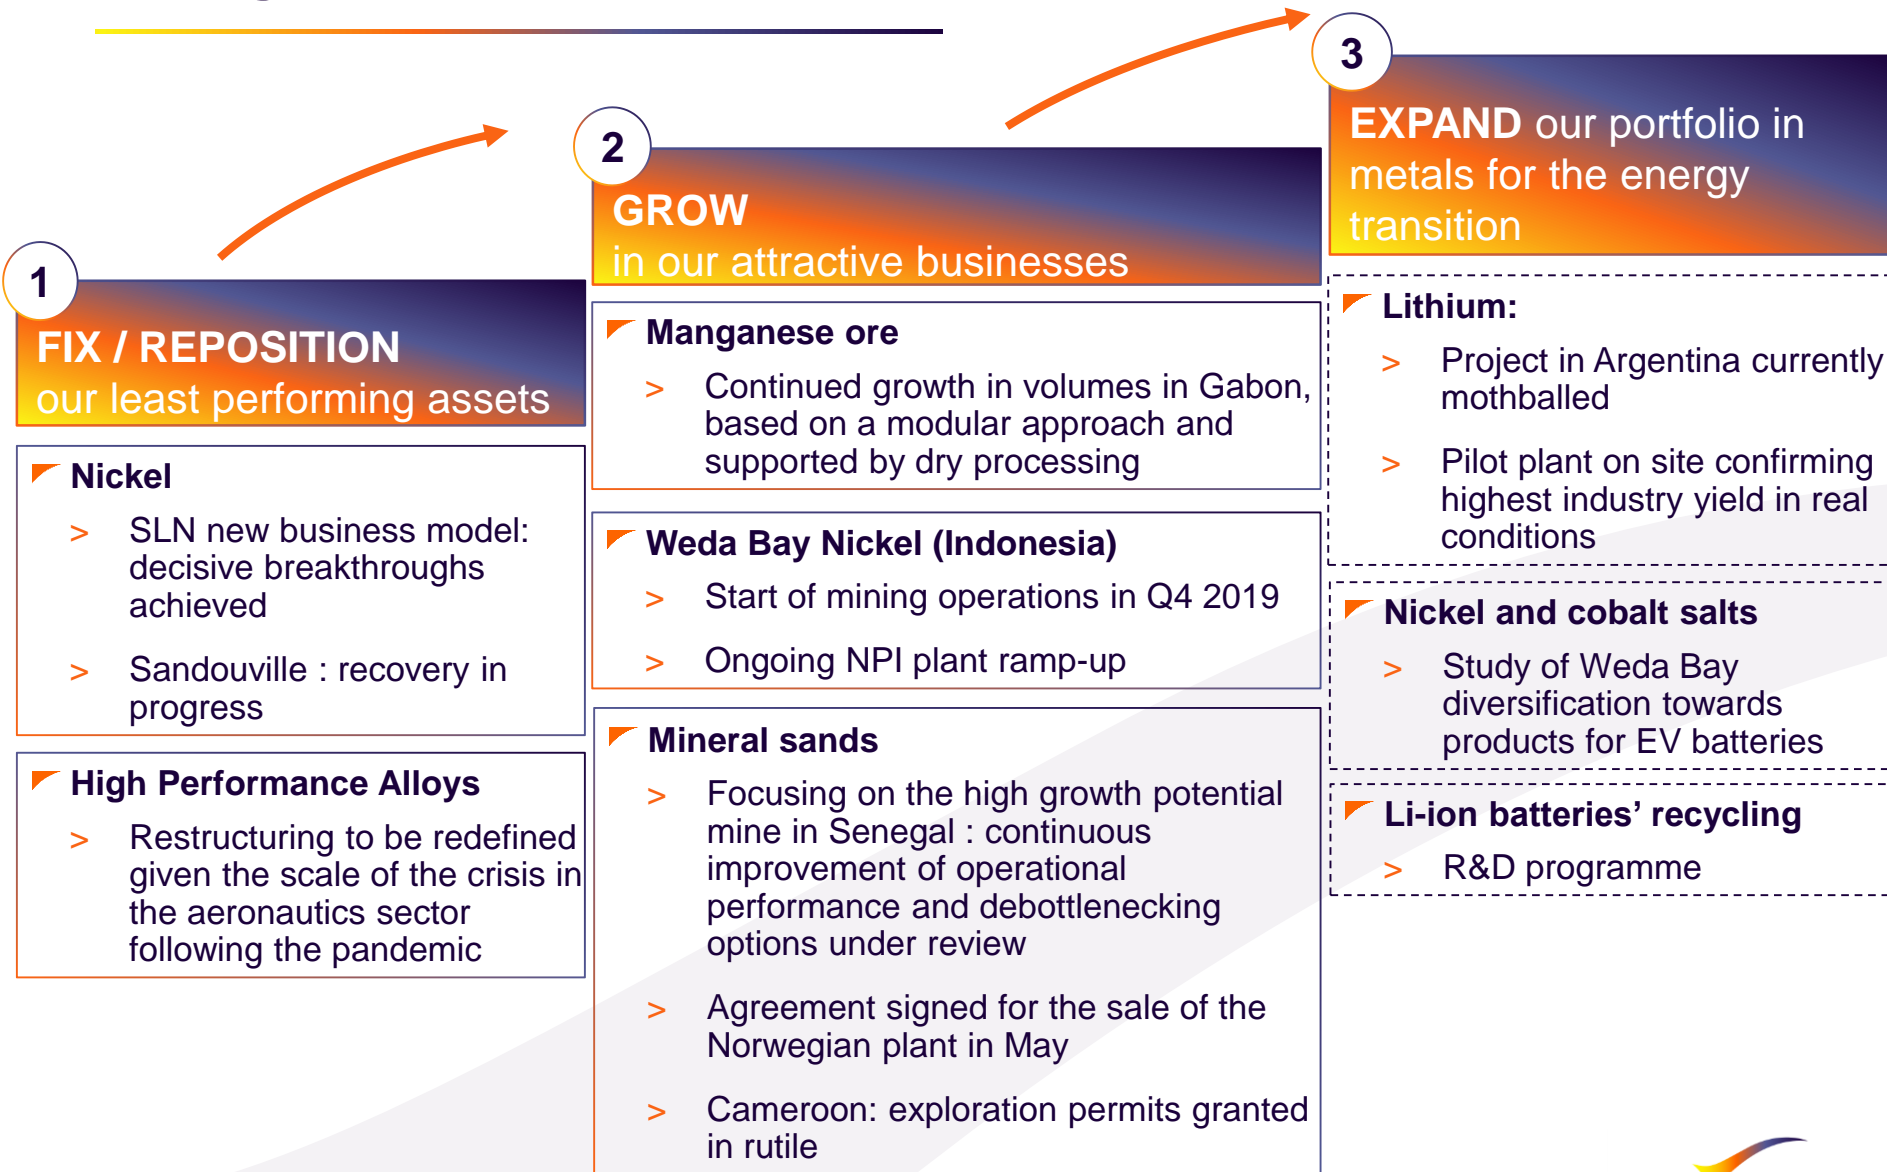 1
FIX / REPOSITION
our least performing assets
Nickel
> SLN new business model:
decisive breakthroughs
achieved
> Sandouville : recovery in
progress
High Performance Alloys
> Restructuring to be redefined
given the scale of the crisis in
the aeronautics sector
following the pandemic
2
GROW
in our attractive businesses
Manganese ore
> Continued growth in volumes in Gabon,
based on a modular approach and
supported by dry processing
Weda Bay Nickel (Indonesia)
> Start of mining operations in Q4 2019
> Ongoing NPI plant ramp-up
Mineral sands
> Focusing on the high growth potential
mine in Senegal : continuous
improvement of operational
performance and debottlenecking
options under review
> Agreement signed for the sale of the
Norwegian plant in May
> Cameroon: exploration permits granted
in rutile
3
EXPAND our portfolio in
metals for the energy
transition
Lithium:
> Project in Argentina currently
mothballed
> Pilot plant on site confirming
highest industry yield in real
conditions
Nickel and cobalt salts
> Study of Weda Bay
diversification towards
products for EV batteries
Li-ion batteries’ recycling
> R&D programme